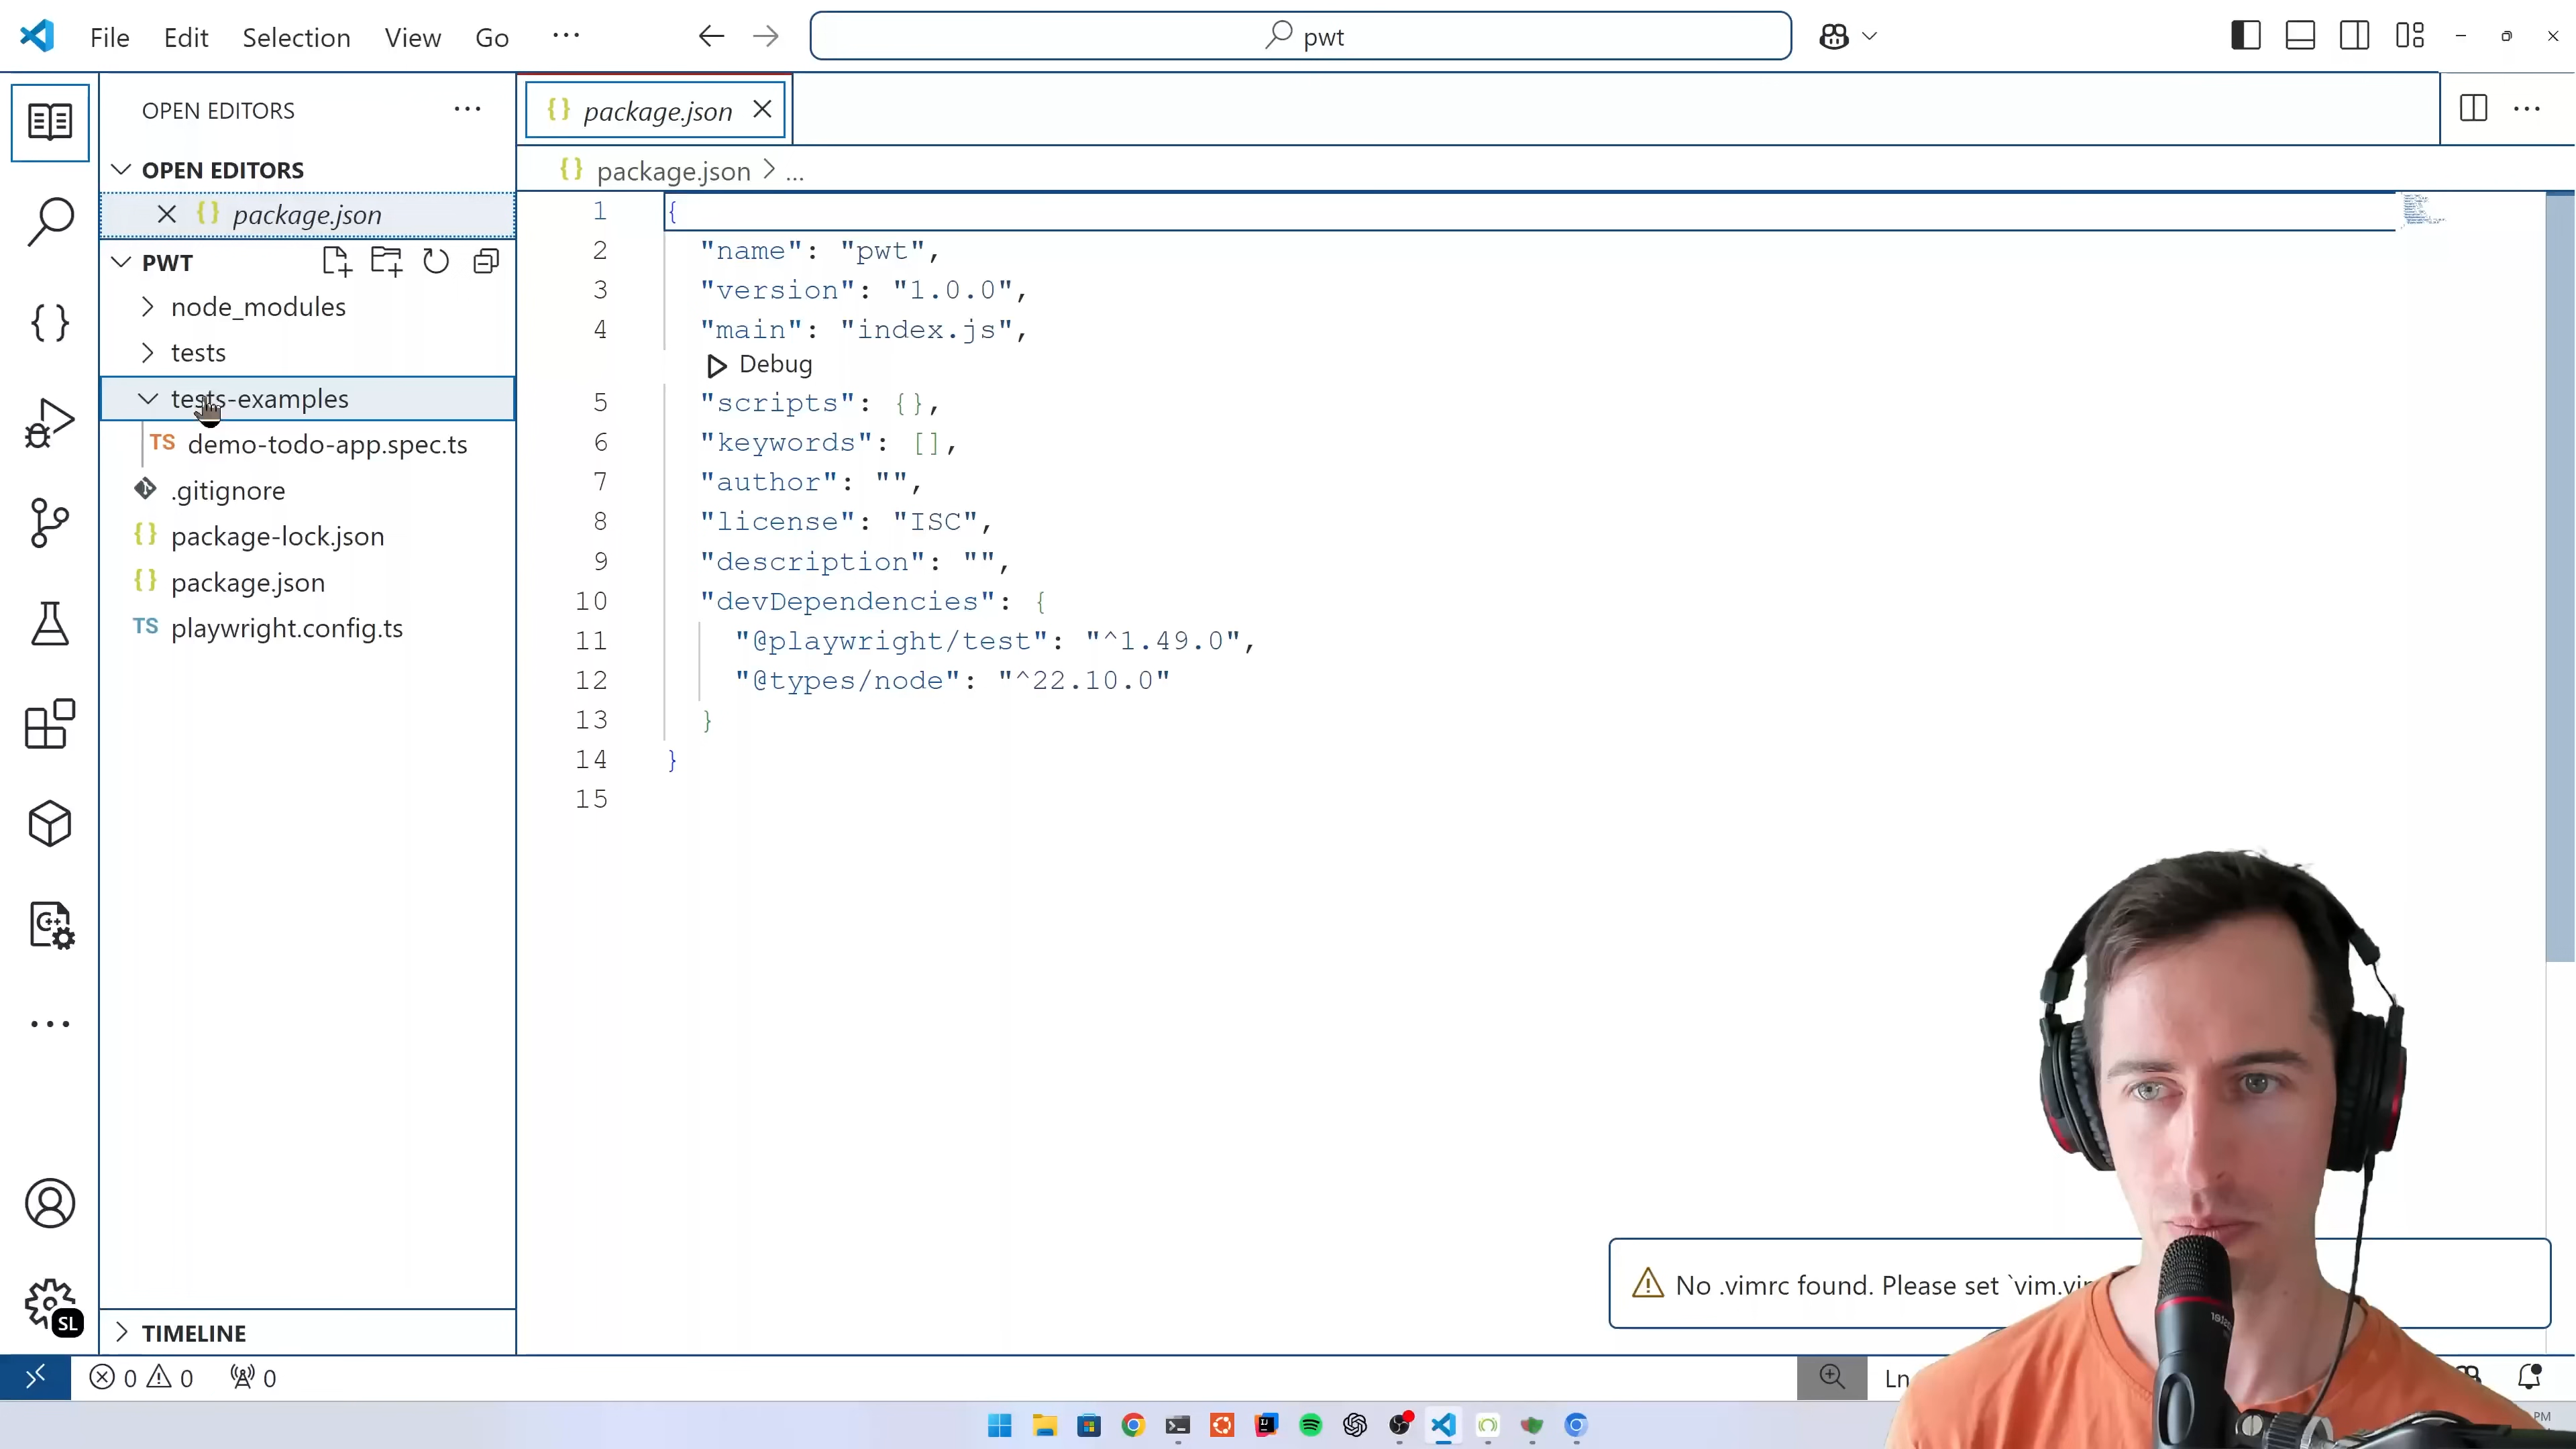 File Edit Selection View Go ...
pwt
OPEN EDITORS
OPEN EDITORS
package.json
PWT
node_modules
tests
tests-examples
TS demo-todo-app.spec.ts
.gitignore
{} package-lock.json
{} package.json
TS playwright.config.ts
TIMELINE
SL
{} package.json
{} package.json > ...
1 {
2 "name": "pwt",
3 "version": "1.0.0",
4 "main": "index.js",
Debug
5 "scripts": {},
6 "keywords": [],
7 "author": "",
8 "license": "ISC",
9 "description": "",
10 "devDependencies": {
11 "@playwright/test": "^1.49.0",
12 "@types/node": "^22.10.0"
13 }
14 }
15
No .vimrc found. Please set `vim.
0 0 0
Ln
PM